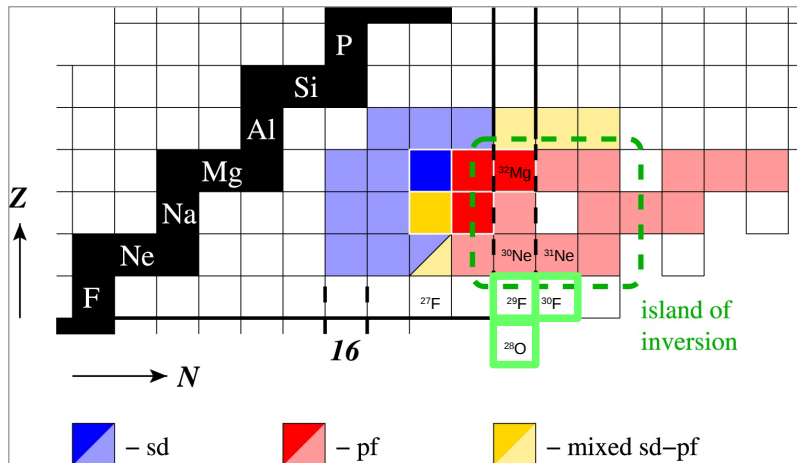 P
Si
Al
Mg
³²Mg
Z
Na
Ne
³⁰Ne
³¹Ne
F
²⁷F
²⁹F
³⁰F
island of
inversion
16
²⁸O
N
– sd
– pf
– mixed sd–pf